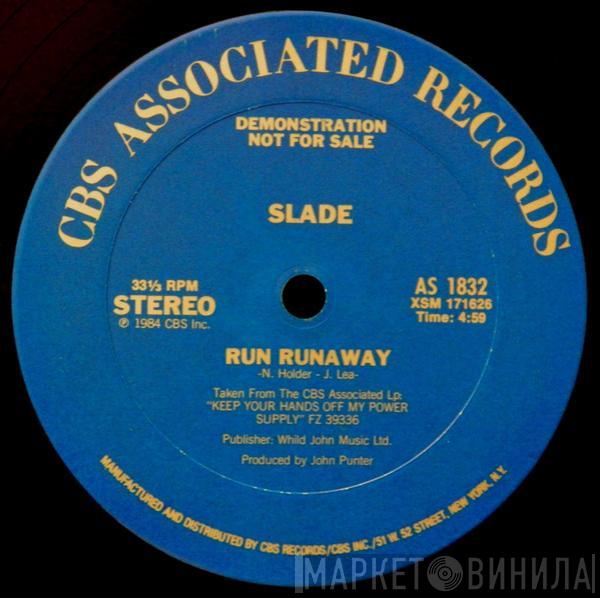 CBS ASSOCIATED RECORDS
DEMONSTRATION
NOT FOR SALE
SLADE
33⅓ RPM
STEREO
℗ 1984 CBS Inc.
AS 1832
XSM 171626
Time: 4:59
RUN RUNAWAY
-N. Holder - J. Lea-
Taken From The CBS Associated Lp:
"KEEP YOUR HANDS OFF MY POWER
SUPPLY" FZ 39336
Publisher: Whild John Music Ltd.
Produced by John Punter
MANUFACTURED AND DISTRIBUTED BY CBS RECORDS/CBS INC./51 W. 52 STREET, NEW YORK, N.Y.
МАРКЕТ ВИНИЛА